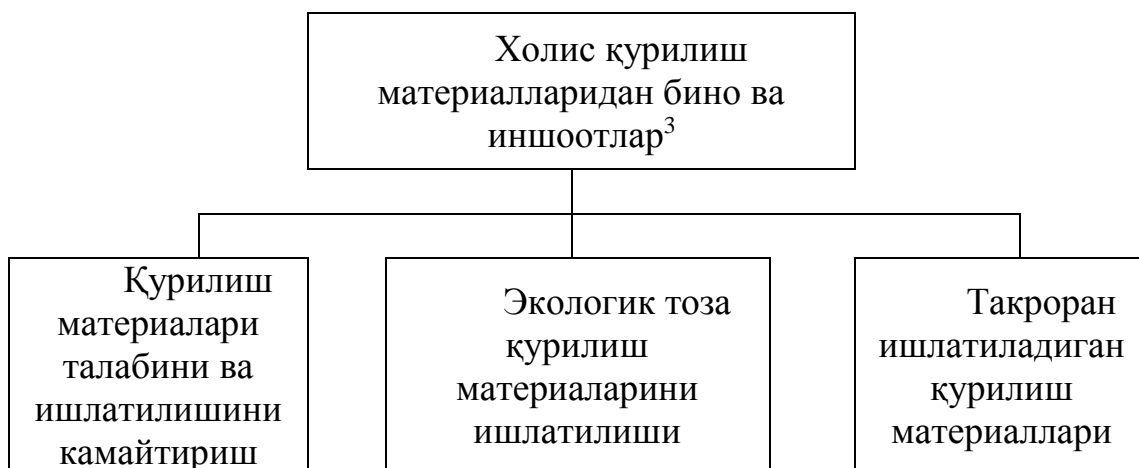 Холис қурилиш
материалларидан бино ва
иншоотлар³
Қурилиш
материалари
талабини ва
ишлатилишини
камайтириш
Экологик тоза
қурилиш
материаларини
ишлатилиши
Такроран
ишлатиладиган
қурилиш
материаллари